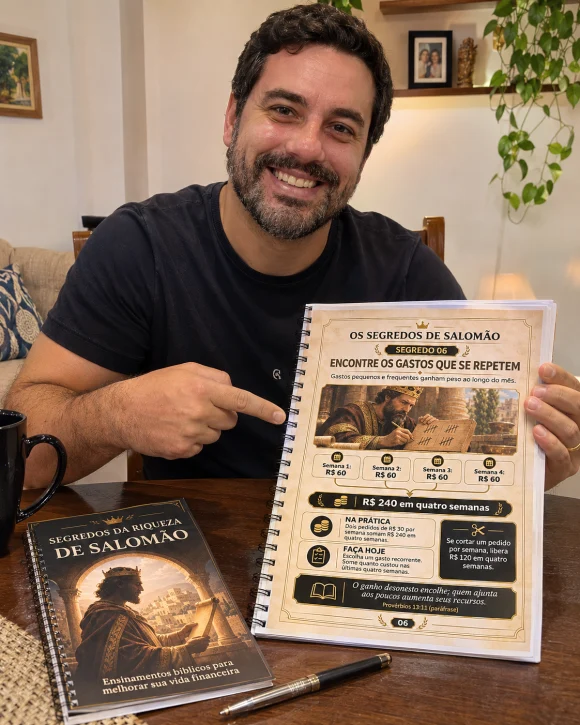 OS SEGREDOS DE SALOMÃO
SEGREDO 06
ENCONTRE OS GASTOS QUE SE REPETEM
Gastos pequenos e frequentes ganham peso ao longo do mês.
Semana 1:
R$ 60
Semana 2:
R$ 60
Semana 3:
R$ 60
Semana 4:
R$ 60
R$ 240 em quatro semanas
NA PRÁTICA
Dois pedidos de R$ 30 por
semana somam R$ 240 em
quatro semanas.
FAÇA HOJE
Escolha um gasto recorrente.
Some quanto custou nas
últimas quatro semanas.
Se cortar um pedido
por semana, libera
R$ 120 em quatro
semanas.
O ganho desonesto encolhe; quem ajunta
aos poucos aumenta seus recursos.
Provérbios 13:11 (paráfrase)
06
SEGREDOS DA RIQUEZA
DE SALOMÃO
Ensinamentos bíblicos para
melhorar sua vida financeira